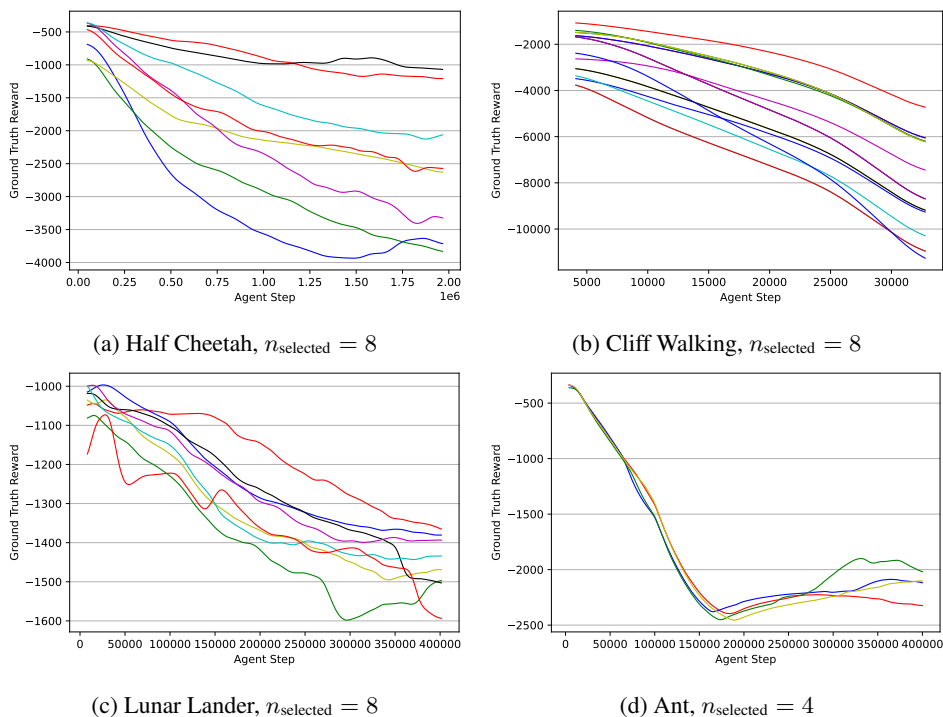 −500
−1000
−1500
−2000
−2500
−3000
−3500
−4000
Ground Truth Reward
0.00 0.25 0.50 0.75 1.00 1.25 1.50 1.75 2.00
1e6
Agent Step
(a) Half Cheetah, n_selected = 8
−2000
−4000
−6000
−8000
−10000
Ground Truth Reward
5000 10000 15000 20000 25000 30000
Agent Step
(b) Cliff Walking, n_selected = 8
−1000
−1100
−1200
−1300
−1400
−1500
−1600
Ground Truth Reward
0 50000 100000 150000 200000 250000 300000 350000 400000
Agent Step
(c) Lunar Lander, n_selected = 8
−500
−1000
−1500
−2000
−2500
Ground Truth Reward
0 50000 100000 150000 200000 250000 300000 350000 400000
Agent Step
(d) Ant, n_selected = 4